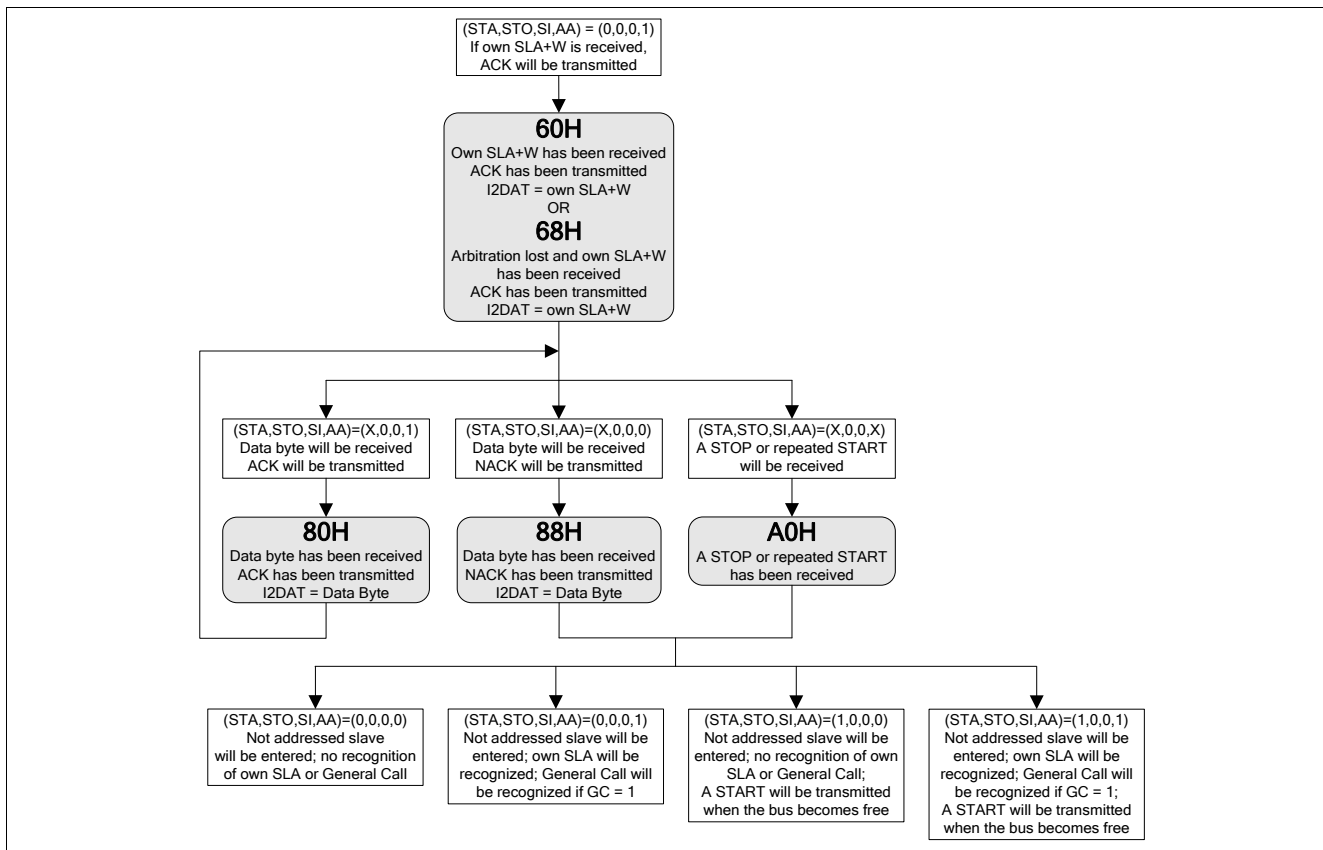 (STA,STO,SI,AA) = (0,0,0,1)
If own SLA+W is received,
ACK will be transmitted
60H
Own SLA+W has been received
ACK has been transmitted
I2DAT = own SLA+W
OR
68H
Arbitration lost and own SLA+W
has been received
ACK has been transmitted
I2DAT = own SLA+W
(STA,STO,SI,AA)=(X,0,0,1)
Data byte will be received
ACK will be transmitted
(STA,STO,SI,AA)=(X,0,0,0)
Data byte will be received
NACK will be transmitted
(STA,STO,SI,AA)=(X,0,0,X)
A STOP or repeated START
will be received
80H
Data byte has been received
ACK has been transmitted
I2DAT = Data Byte
88H
Data byte has been received
NACK has been transmitted
I2DAT = Data Byte
A0H
A STOP or repeated START
has been received
(STA,STO,SI,AA)=(0,0,0,0)
Not addressed slave
will be entered; no recognition
of own SLA or General Call
(STA,STO,SI,AA)=(0,0,0,1)
Not addressed slave will be
entered; own SLA will be
recognized; General Call will
be recognized if GC = 1
(STA,STO,SI,AA)=(1,0,0,0)
Not addressed slave will be
entered; no recognition of own
SLA or General Call;
A START will be transmitted
when the bus becomes free
(STA,STO,SI,AA)=(1,0,0,1)
Not addressed slave will be
entered; own SLA will be
recognized; General Call will
be recognized if GC = 1;
A START will be transmitted
when the bus becomes free